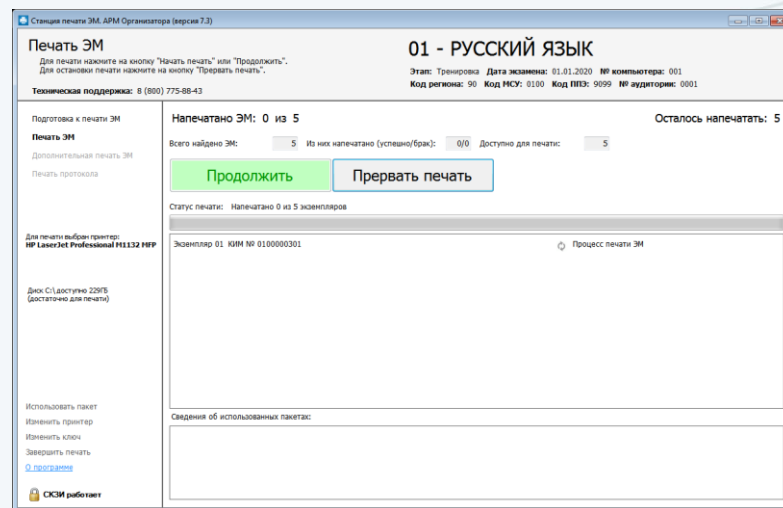 Станция печати ЭМ. АРМ Организатора (версия 7.3)
Печать ЭМ
Для печати нажмите на кнопку "Начать печать" или "Продолжить".
Для остановки печати нажмите на кнопку "Прервать печать".
Техническая поддержка: 8 (800) 775-88-43
01 - РУССКИЙ ЯЗЫК
Этап: Тренировка Дата экзамена: 01.01.2020 № компьютера: 001
Код региона: 90 Код МСУ: 0100 Код ППЭ: 9099 № аудитории: 0001
Подготовка к печати ЭМ
Печать ЭМ
Дополнительная печать ЭМ
Печать протокола
Для печати выбран принтер:
HP LaserJet Professional M1132 MFP
Диск C:\ доступно 229ГБ
(достаточно для печати)
Использовать пакет
Изменить принтер
Изменить ключ
Завершить печать
О программе
СКЗИ работает
Напечатано ЭМ: 0 из 5
Осталось напечатать: 5
Всего найдено ЭМ: 5 Из них напечатано (успешно/брак): 0/0 Доступно для печати: 5
Продолжить
Прервать печать
Статус печати: Напечатано 0 из 5 экземпляров
Экземпляр 01 КИМ № 0100000301 Процесс печати ЭМ
Сведения об использованных пакетах: